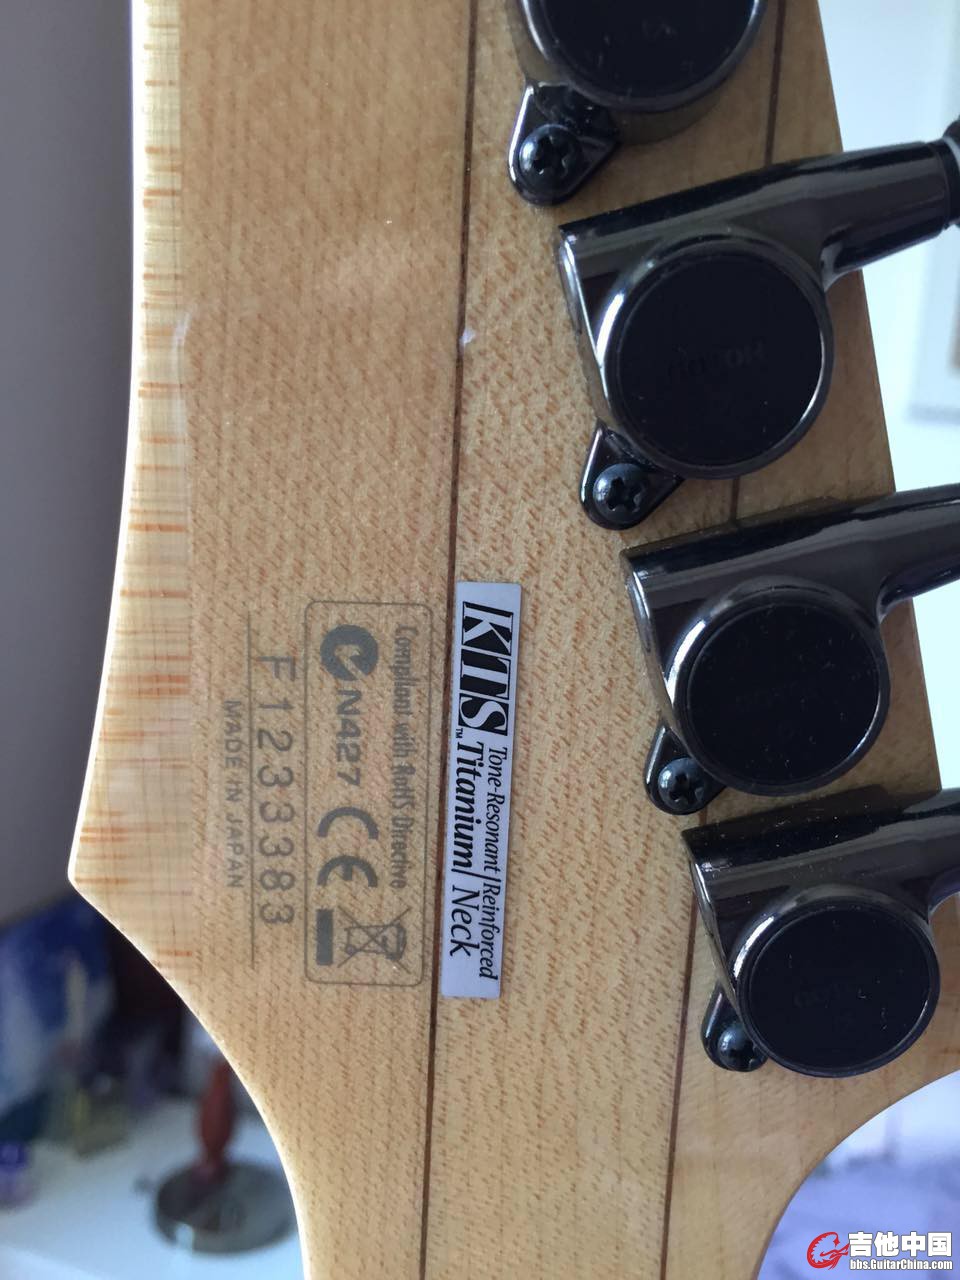 KTS™ Tone-Resonant/Reinforced
Titanium/Neck
Compliant with RoHS Directive
N427 CE
F1233383
MADE IN JAPAN
吉他中国
bbs.GuitarChina.com